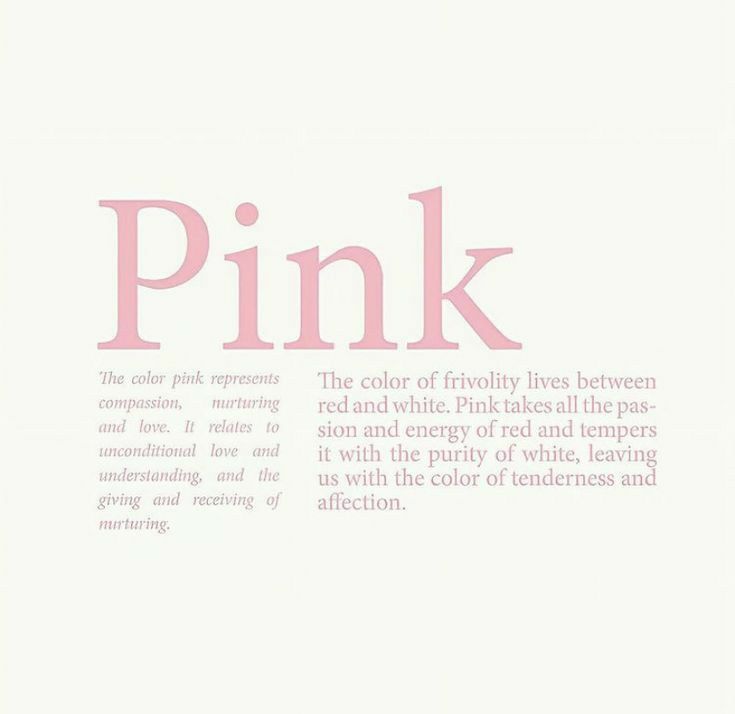 Pink
The color pink represents
compassion, nurturing
and love. It relates to
unconditional love and
understanding, and the
giving and receiving of
nurturing.
The color of frivolity lives between
red and white. Pink takes all the pas-
sion and energy of red and tempers
it with the purity of white, leaving
us with the color of tenderness and
affection.